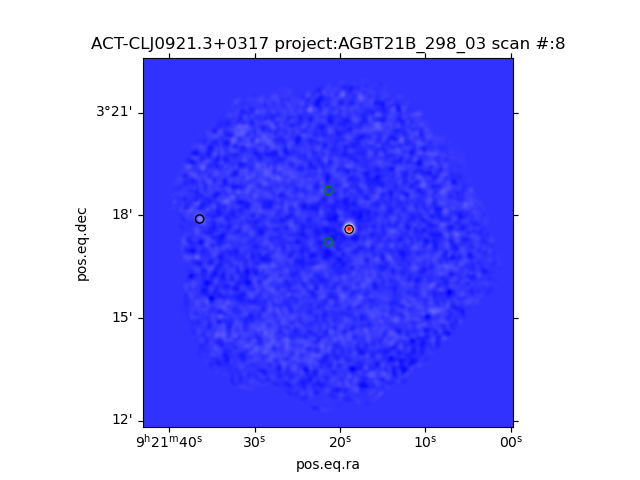 ACT-CLJ0921.3+0317 project:AGBT21B_298_03 scan #:8
3°21'
18'
15'
12'
pos.eq.dec
9ʰ21ᵐ40ˢ 30ˢ 20ˢ 10ˢ 00ˢ
pos.eq.ra